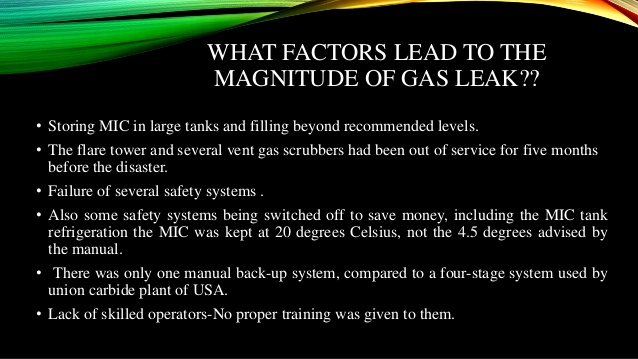 WHAT FACTORS LEAD TO THE
MAGNITUDE OF GAS LEAK??
• Storing MIC in large tanks and filling beyond recommended levels.
• The flare tower and several vent gas scrubbers had been out of service for five months
before the disaster.
• Failure of several safety systems .
• Also some safety systems being switched off to save money, including the MIC tank
refrigeration the MIC was kept at 20 degrees Celsius, not the 4.5 degrees advised by
the manual.
• There was only one manual back-up system, compared to a four-stage system used by
union carbide plant of USA.
• Lack of skilled operators-No proper training was given to them.